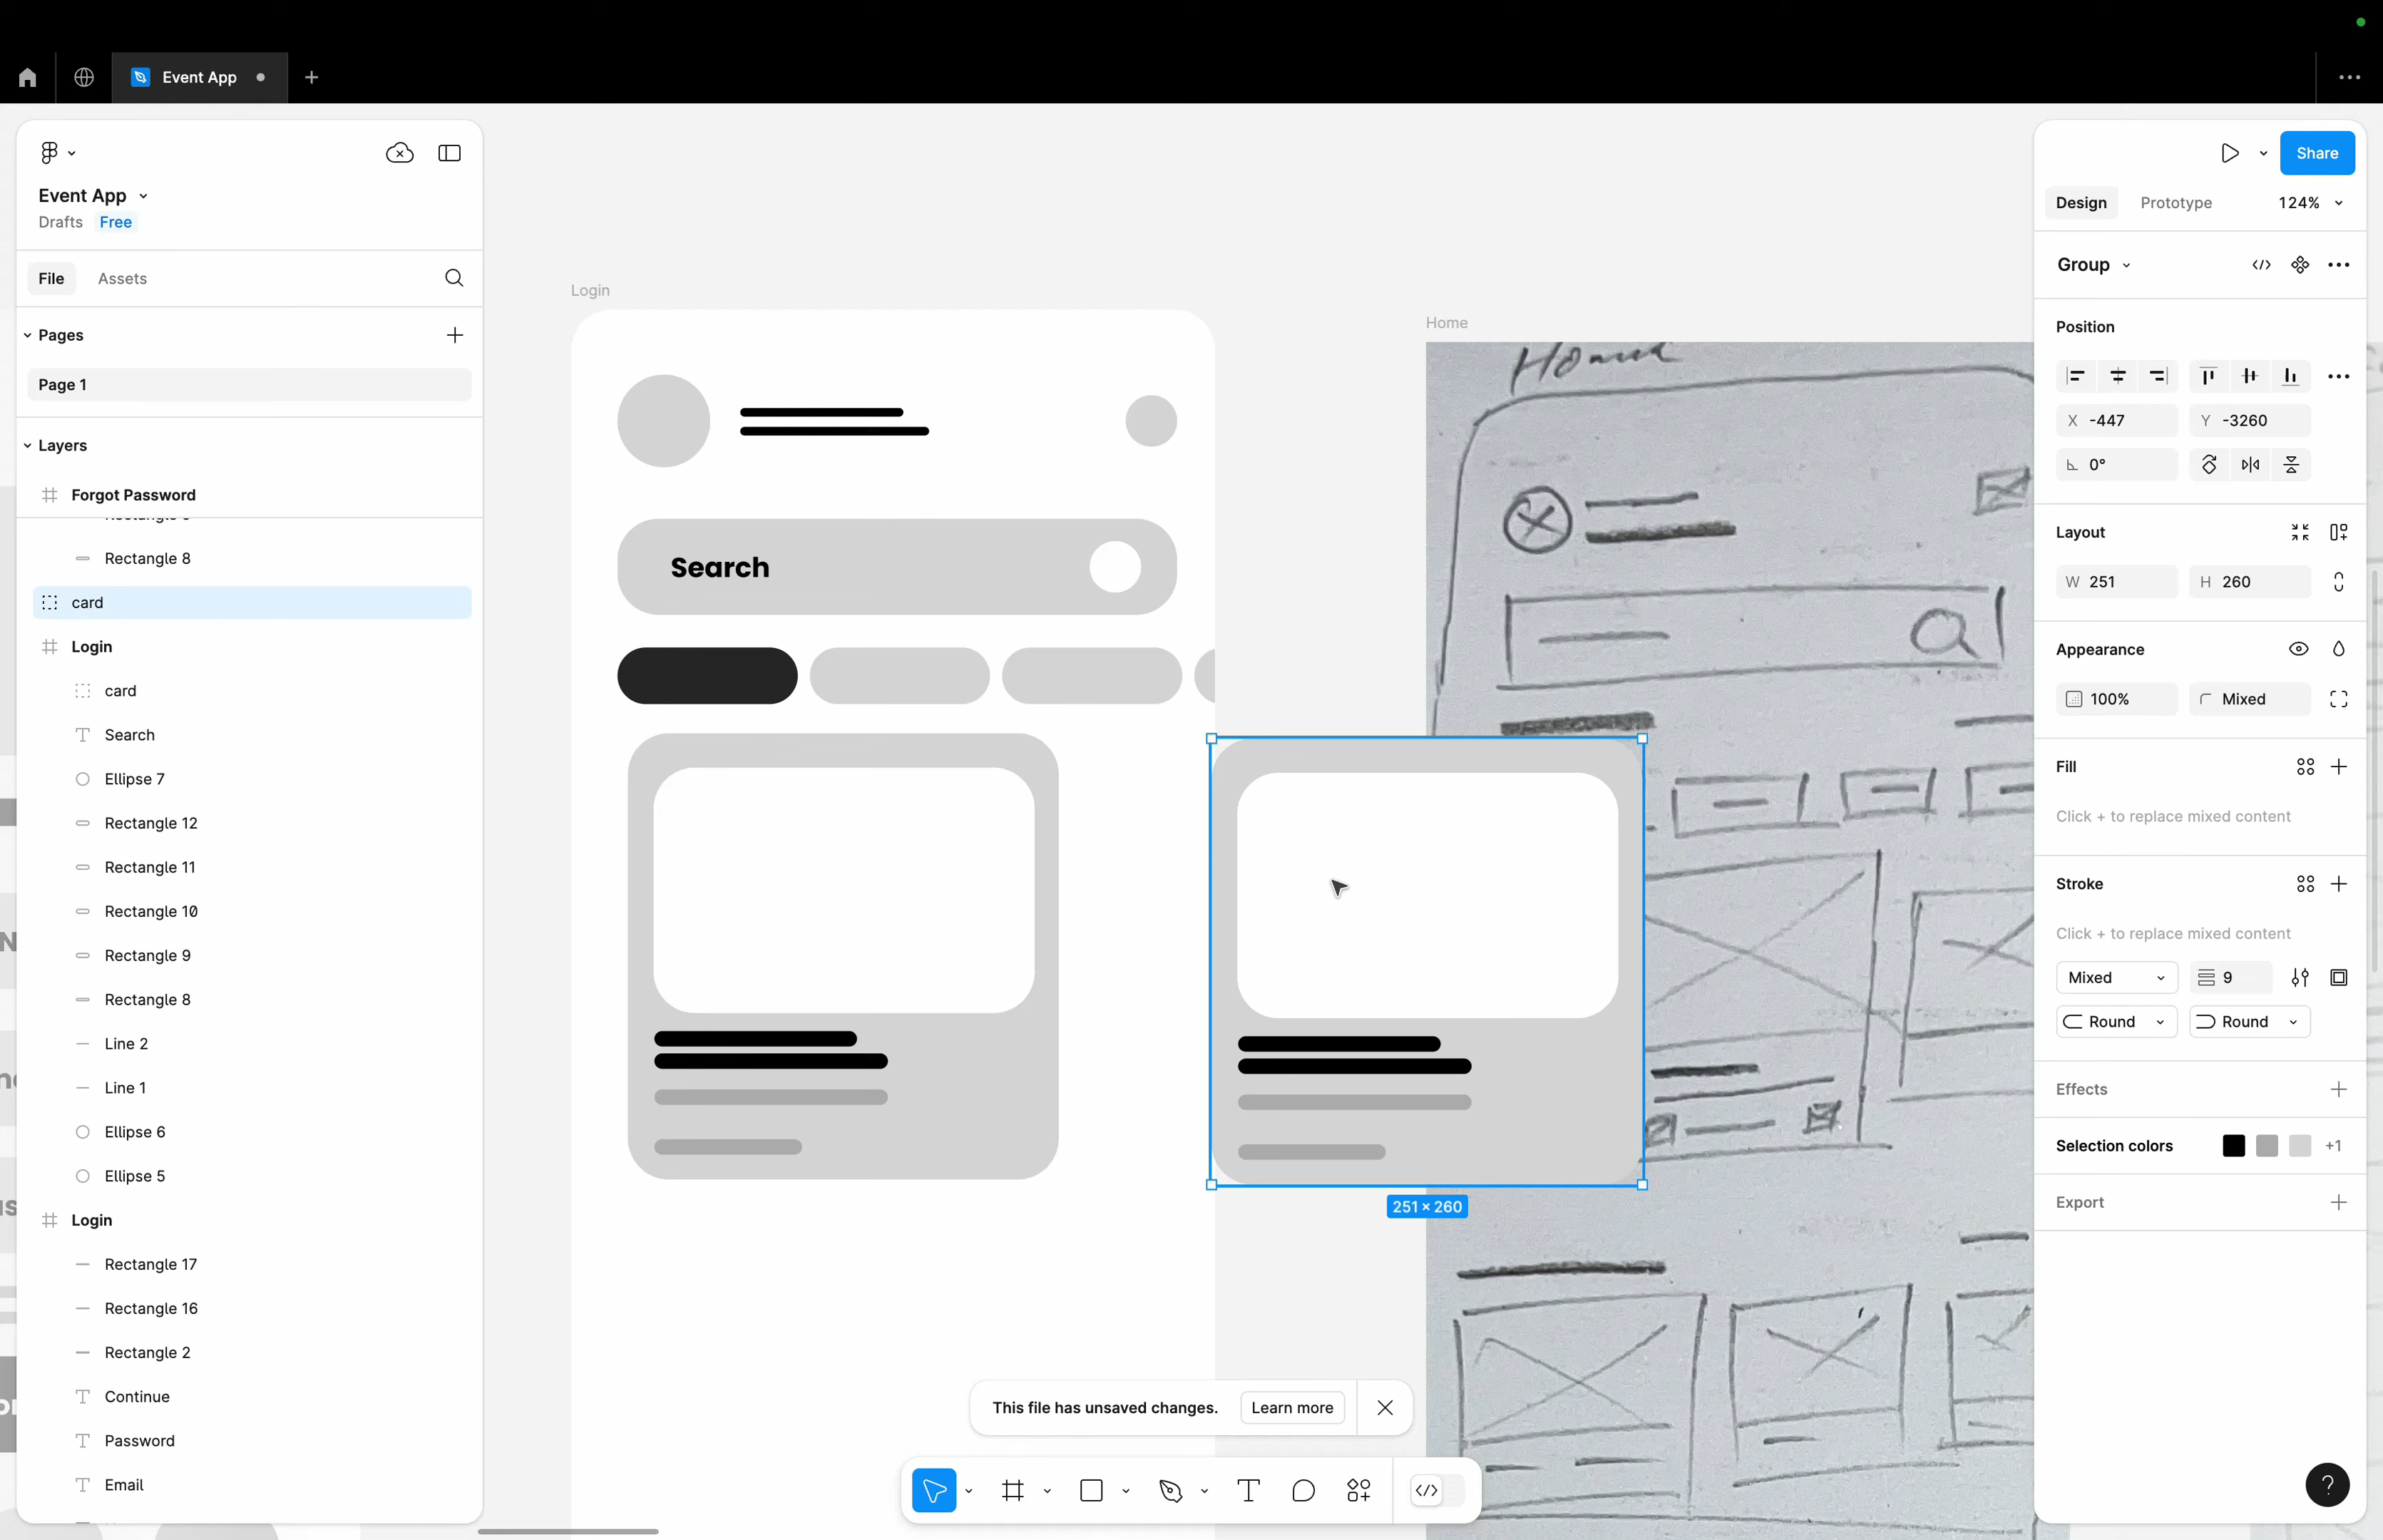 Event App
Event App
Drafts Free
File Assets
Pages
Page 1
Layers
Forgot Password
Rectangle 8
card
Login
card
Search
Ellipse 7
Rectangle 12
Rectangle 11
Rectangle 10
Rectangle 9
Rectangle 8
Line 2
Line 1
Ellipse 6
Ellipse 5
Login
Rectangle 17
Rectangle 16
Rectangle 2
Continue
Password
Email
Login
Search
Home
Home
251 × 260
This file has unsaved changes. Learn more
Share
Design Prototype 124%
Group
Position
X -447 Y -3260
0°
Layout
W 251 H 260
Appearance
100% Mixed
Fill
Click + to replace mixed content
Stroke
Click + to replace mixed content
Mixed 9
Round Round
Effects
Selection colors +1
Export
?